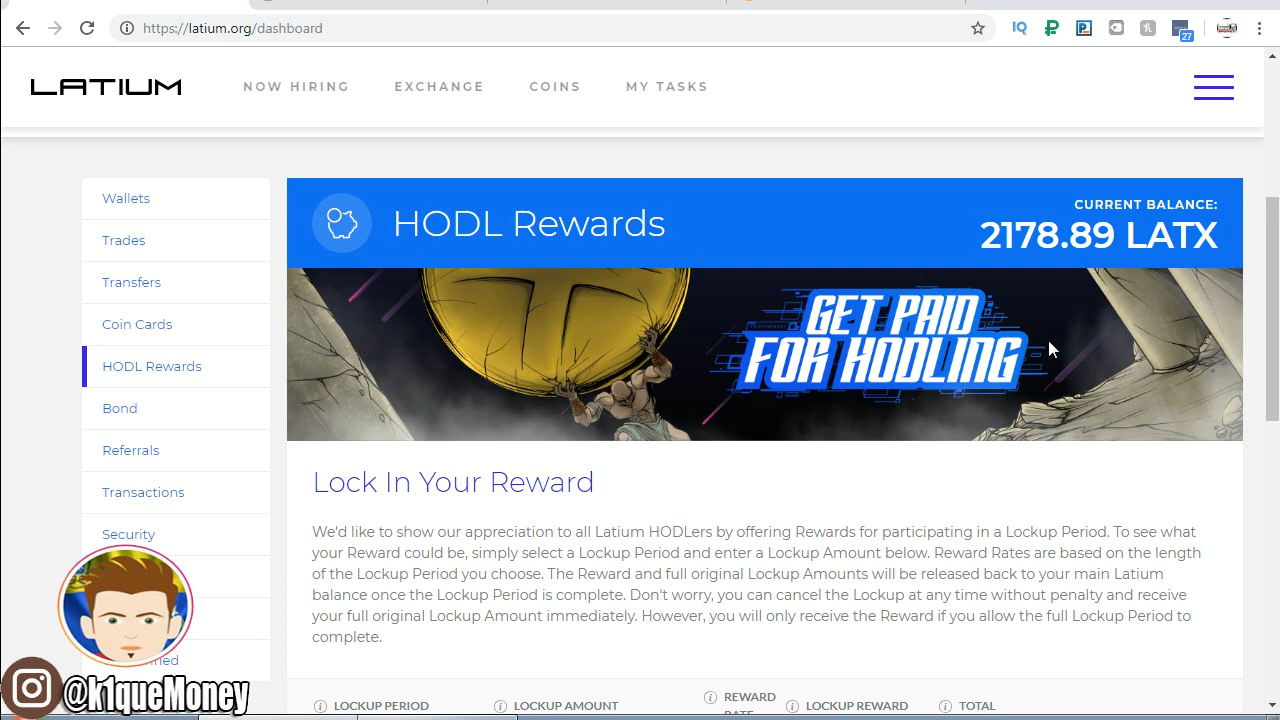 https://latium.org/dashboard
IQ
27
LATIUM
NOW HIRING
EXCHANGE
COINS
MY TASKS
Wallets
Trades
Transfers
Coin Cards
HODL Rewards
Bond
Referrals
Transactions
Security
HODL Rewards
CURRENT BALANCE:
2178.89 LATX
GET PAID
FOR HODLING
Lock In Your Reward
We'd like to show our appreciation to all Latium HODLers by offering Rewards for participating in a Lockup Period. To see what
your Reward could be, simply select a Lockup Period and enter a Lockup Amount below. Reward Rates are based on the length
of the Lockup Period you choose. The Reward and full original Lockup Amounts will be released back to your main Latium
balance once the Lockup Period is complete. Don't worry, you can cancel the Lockup at any time without penalty and receive
your full original Lockup Amount immediately. However, you will only receive the Reward if you allow the full Lockup Period to
complete.
LOCKUP PERIOD
LOCKUP AMOUNT
REWARD
RATE
LOCKUP REWARD
TOTAL
@k1queMoney